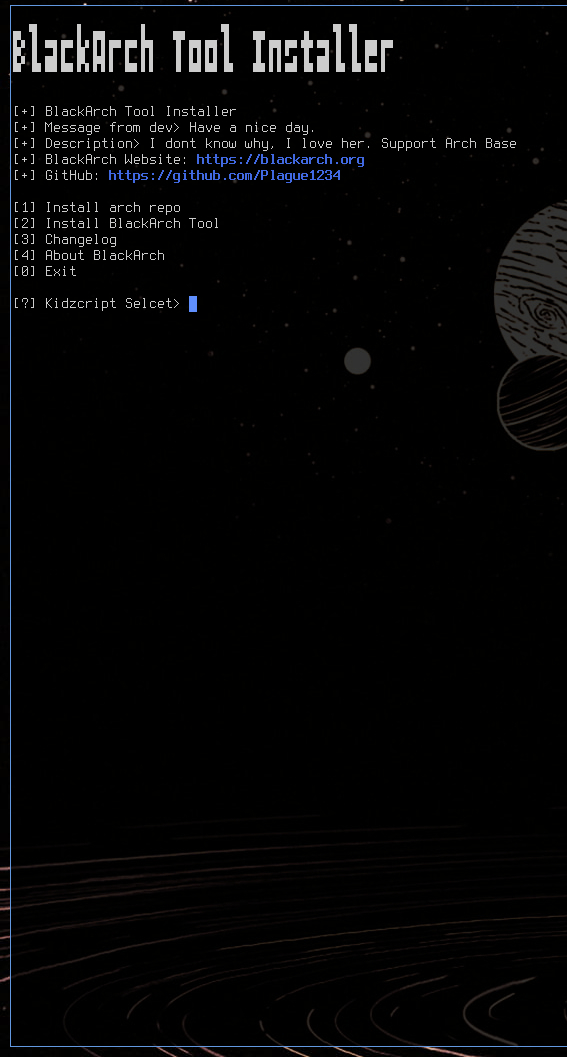 BlackArch Tool Installer
[+] BlackArch Tool Installer
[+] Message from dev> Have a nice day.
[+] Description> I dont know why, I love her. Support Arch Base
[+] BlackArch Website: https://blackarch.org
[+] GitHub: https://github.com/Plague1234
[1] Install arch repo
[2] Install BlackArch Tool
[3] Changelog
[4] About BlackArch
[0] Exit
[?] Kidzcript Selcet>